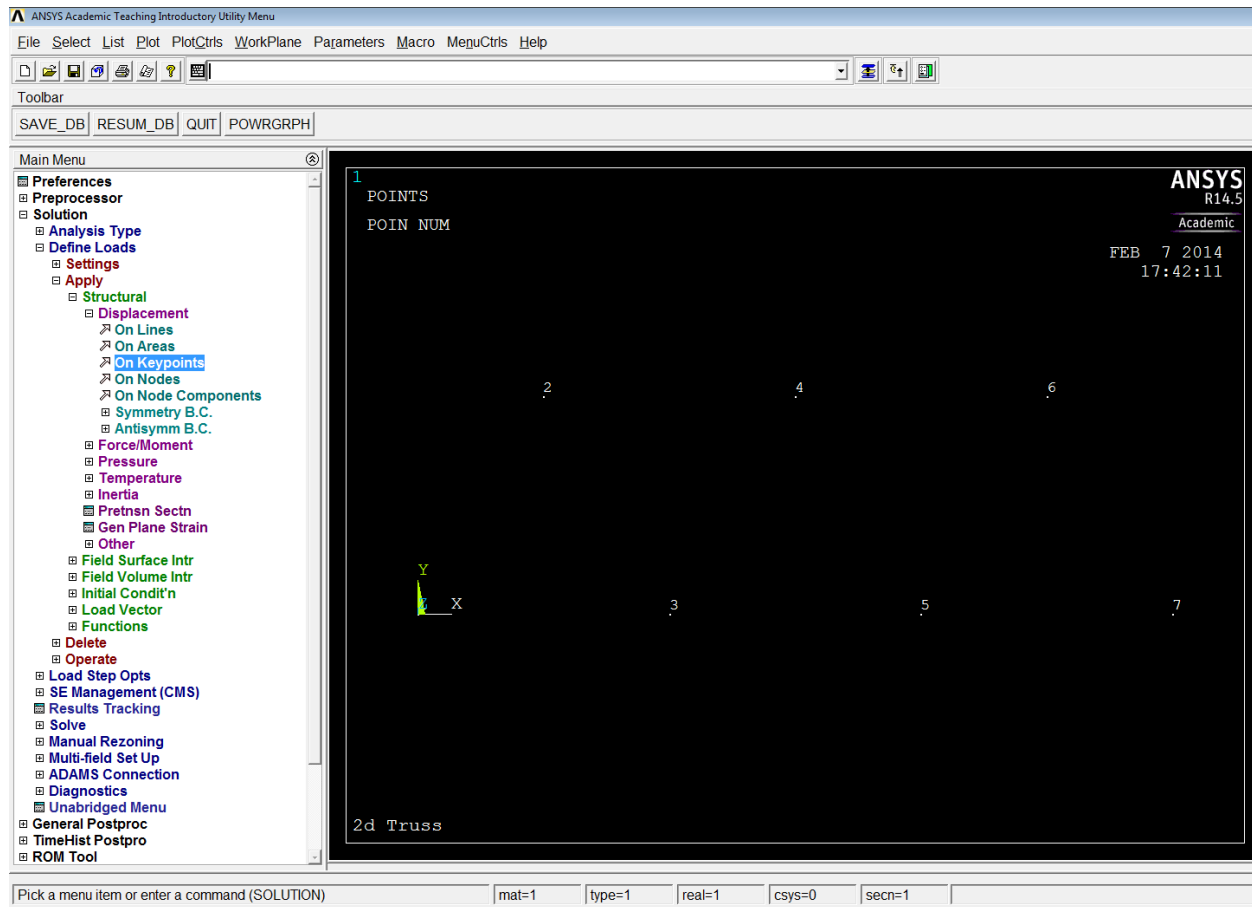 ANSYS Academic Teaching Introductory Utility Menu
File Select List Plot PlotCtrls WorkPlane Parameters Macro MenuCtrls Help
Toolbar
SAVE_DB RESUM_DB QUIT POWRGRPH
Main Menu
Preferences
Preprocessor
Solution
Analysis Type
Define Loads
Settings
Apply
Structural
Displacement
On Lines
On Areas
On Keypoints
On Nodes
On Node Components
Symmetry B.C.
Antisymm B.C.
Force/Moment
Pressure
Temperature
Inertia
Pretnsn Sectn
Gen Plane Strain
Other
Field Surface Intr
Field Volume Intr
Initial Condit'n
Load Vector
Functions
Delete
Operate
Load Step Opts
SE Management (CMS)
Results Tracking
Solve
Manual Rezoning
Multi-field Set Up
ADAMS Connection
Diagnostics
Unabridged Menu
General Postproc
TimeHist Postpro
ROM Tool
1
POINTS
POIN NUM
ANSYS
R14.5
Academic
FEB 7 2014
17:42:11
2 4 6
Y
X 3 5 7
2d Truss
Pick a menu item or enter a command (SOLUTION) mat=1 type=1 real=1 csys=0 secn=1